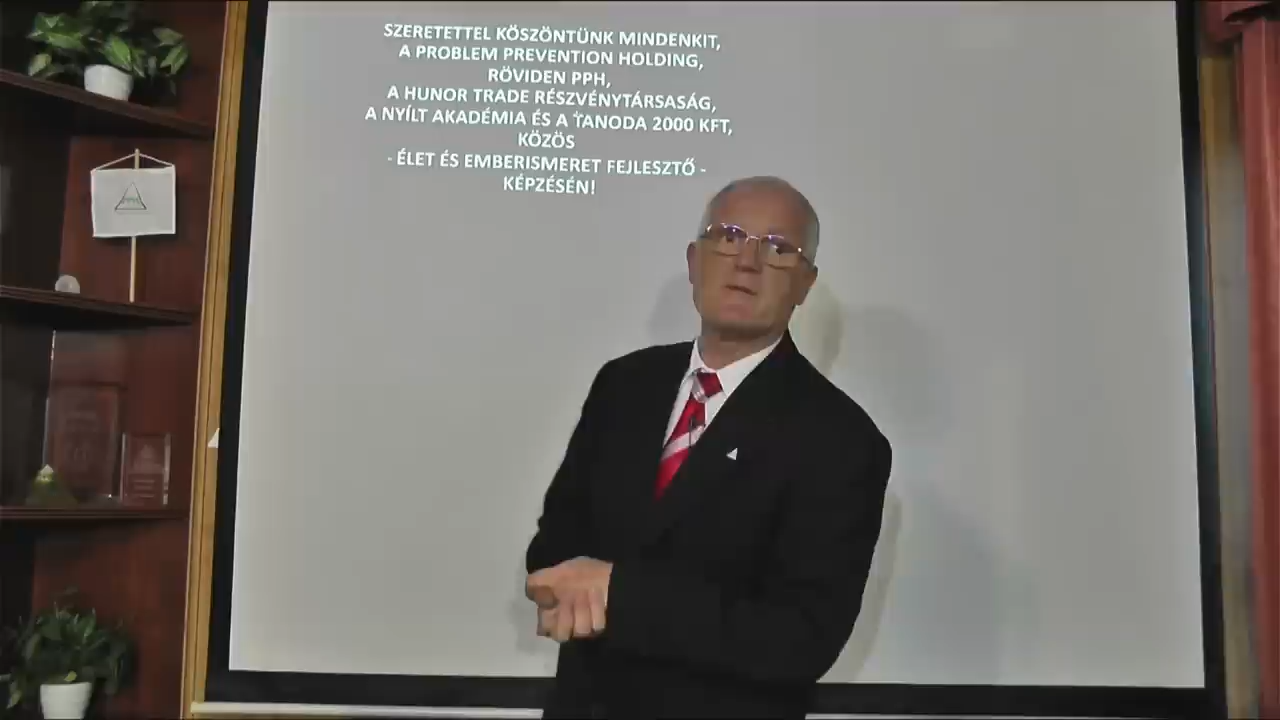 SZERETETTEL KÖSZÖNTÜNK MINDENKIT,
A PROBLEM PREVENTION HOLDING,
RÖVIDEN PPH,
A HUNOR TRADE RÉSZVÉNYTÁRSASÁG,
A NYÍLT AKADÉMIA ÉS A TANODA 2000 KFT,
KÖZÖS
- ÉLET ÉS EMBERISMERET FEJLESZTŐ -
KÉPZÉSÉN!